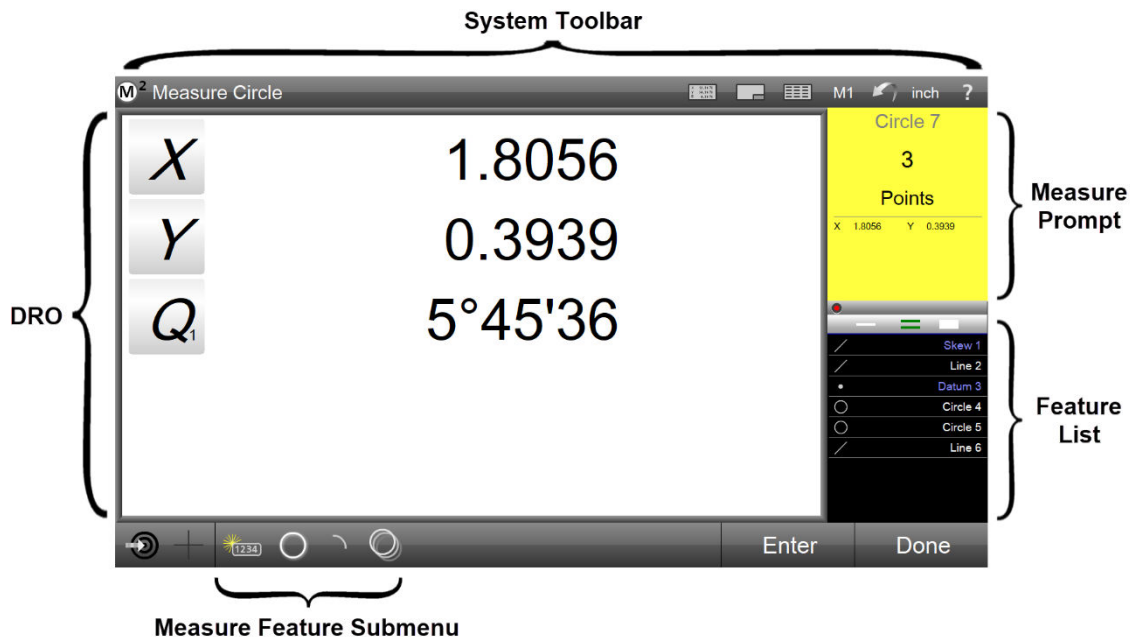 System Toolbar
M2 Measure Circle
M1 inch ?
X 1.8056
Y 0.3939
Q1 5°45'36
Circle 7
3
Points
X 1.8056 Y 0.3939
Measure
Prompt
DRO
Skew 1
Line 2
Datum 3
Circle 4
Circle 5
Line 6
Feature
List
1234
Enter
Done
Measure Feature Submenu